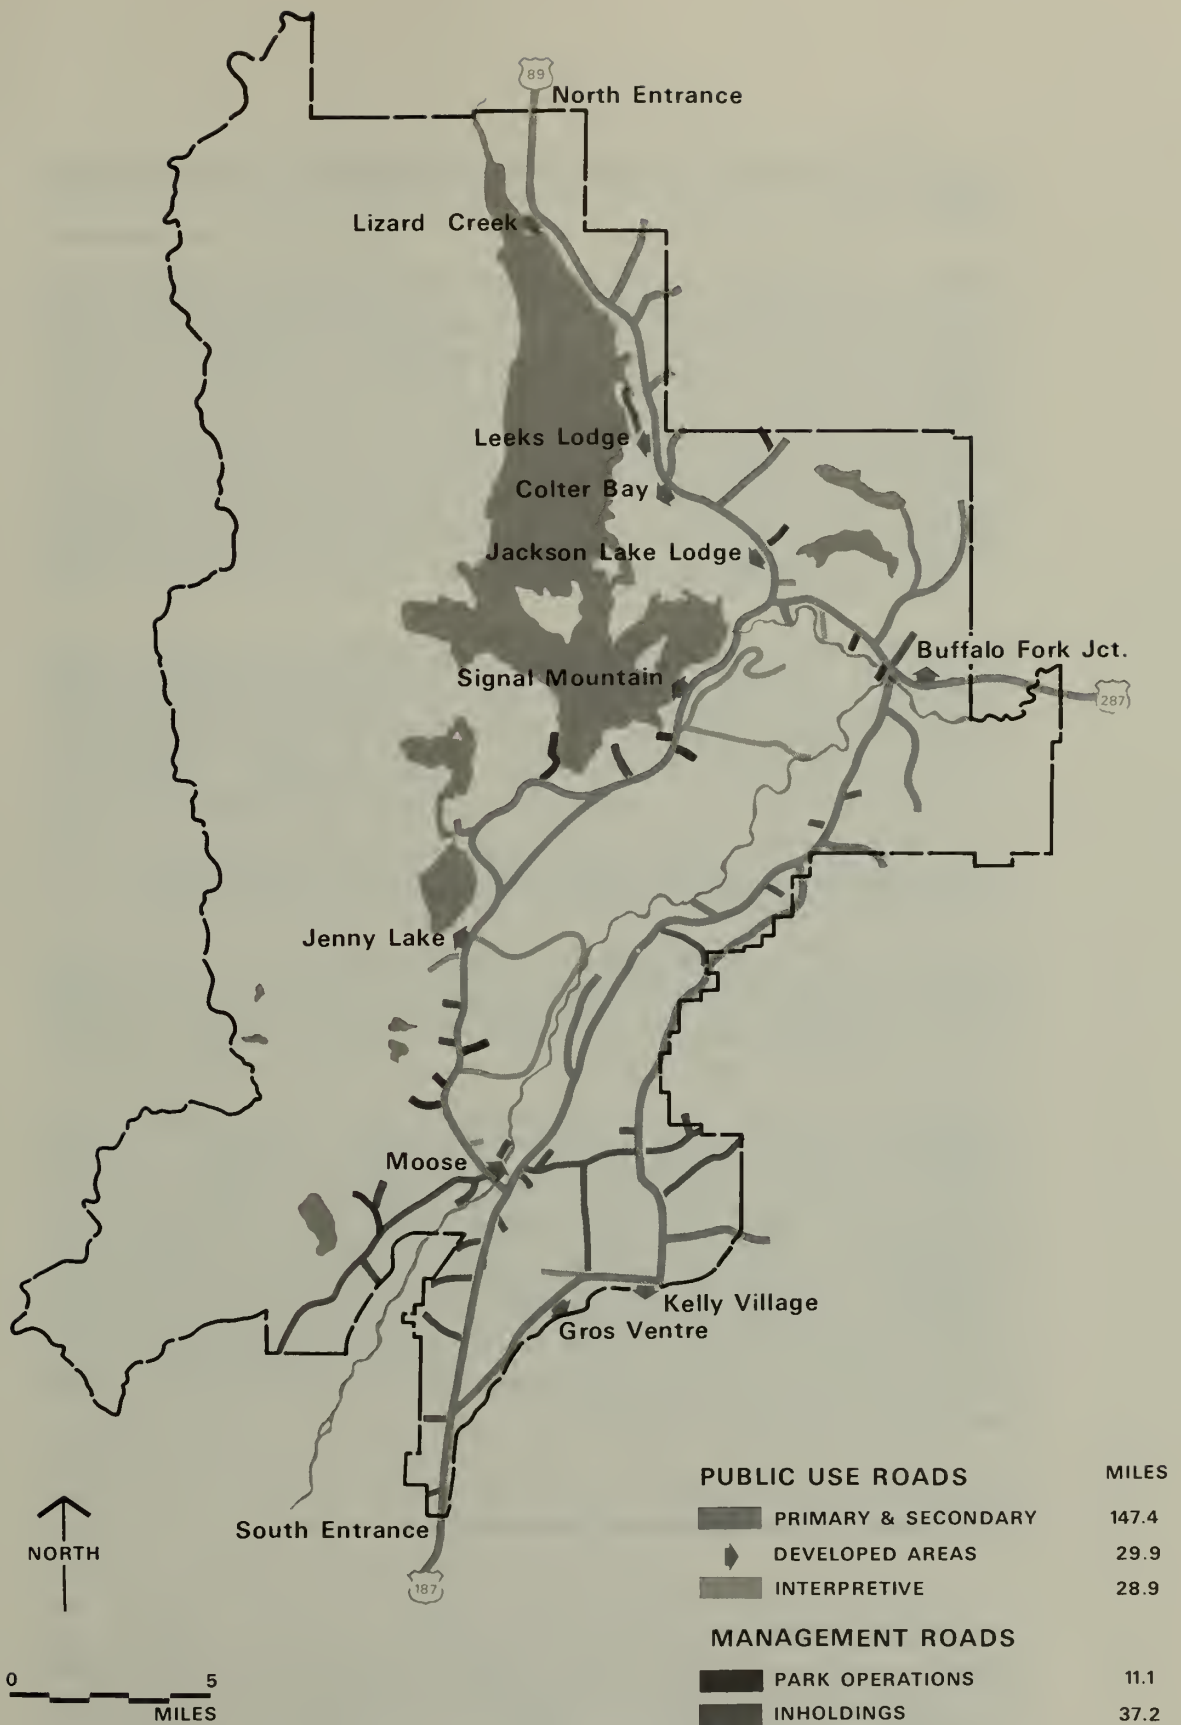 89
North Entrance
Lizard Creek
Leeks Lodge
Colter Bay
Jackson Lake Lodge
Buffalo Fork Jct.
Signal Mountain
287
Jenny Lake
Moose
Kelly Village
Gros Ventre
South Entrance
187
NORTH
0 5
MILES
PUBLIC USE ROADS MILES
PRIMARY & SECONDARY 147.4
DEVELOPED AREAS 29.9
INTERPRETIVE 28.9
MANAGEMENT ROADS
PARK OPERATIONS 11.1
INHOLDINGS 37.2